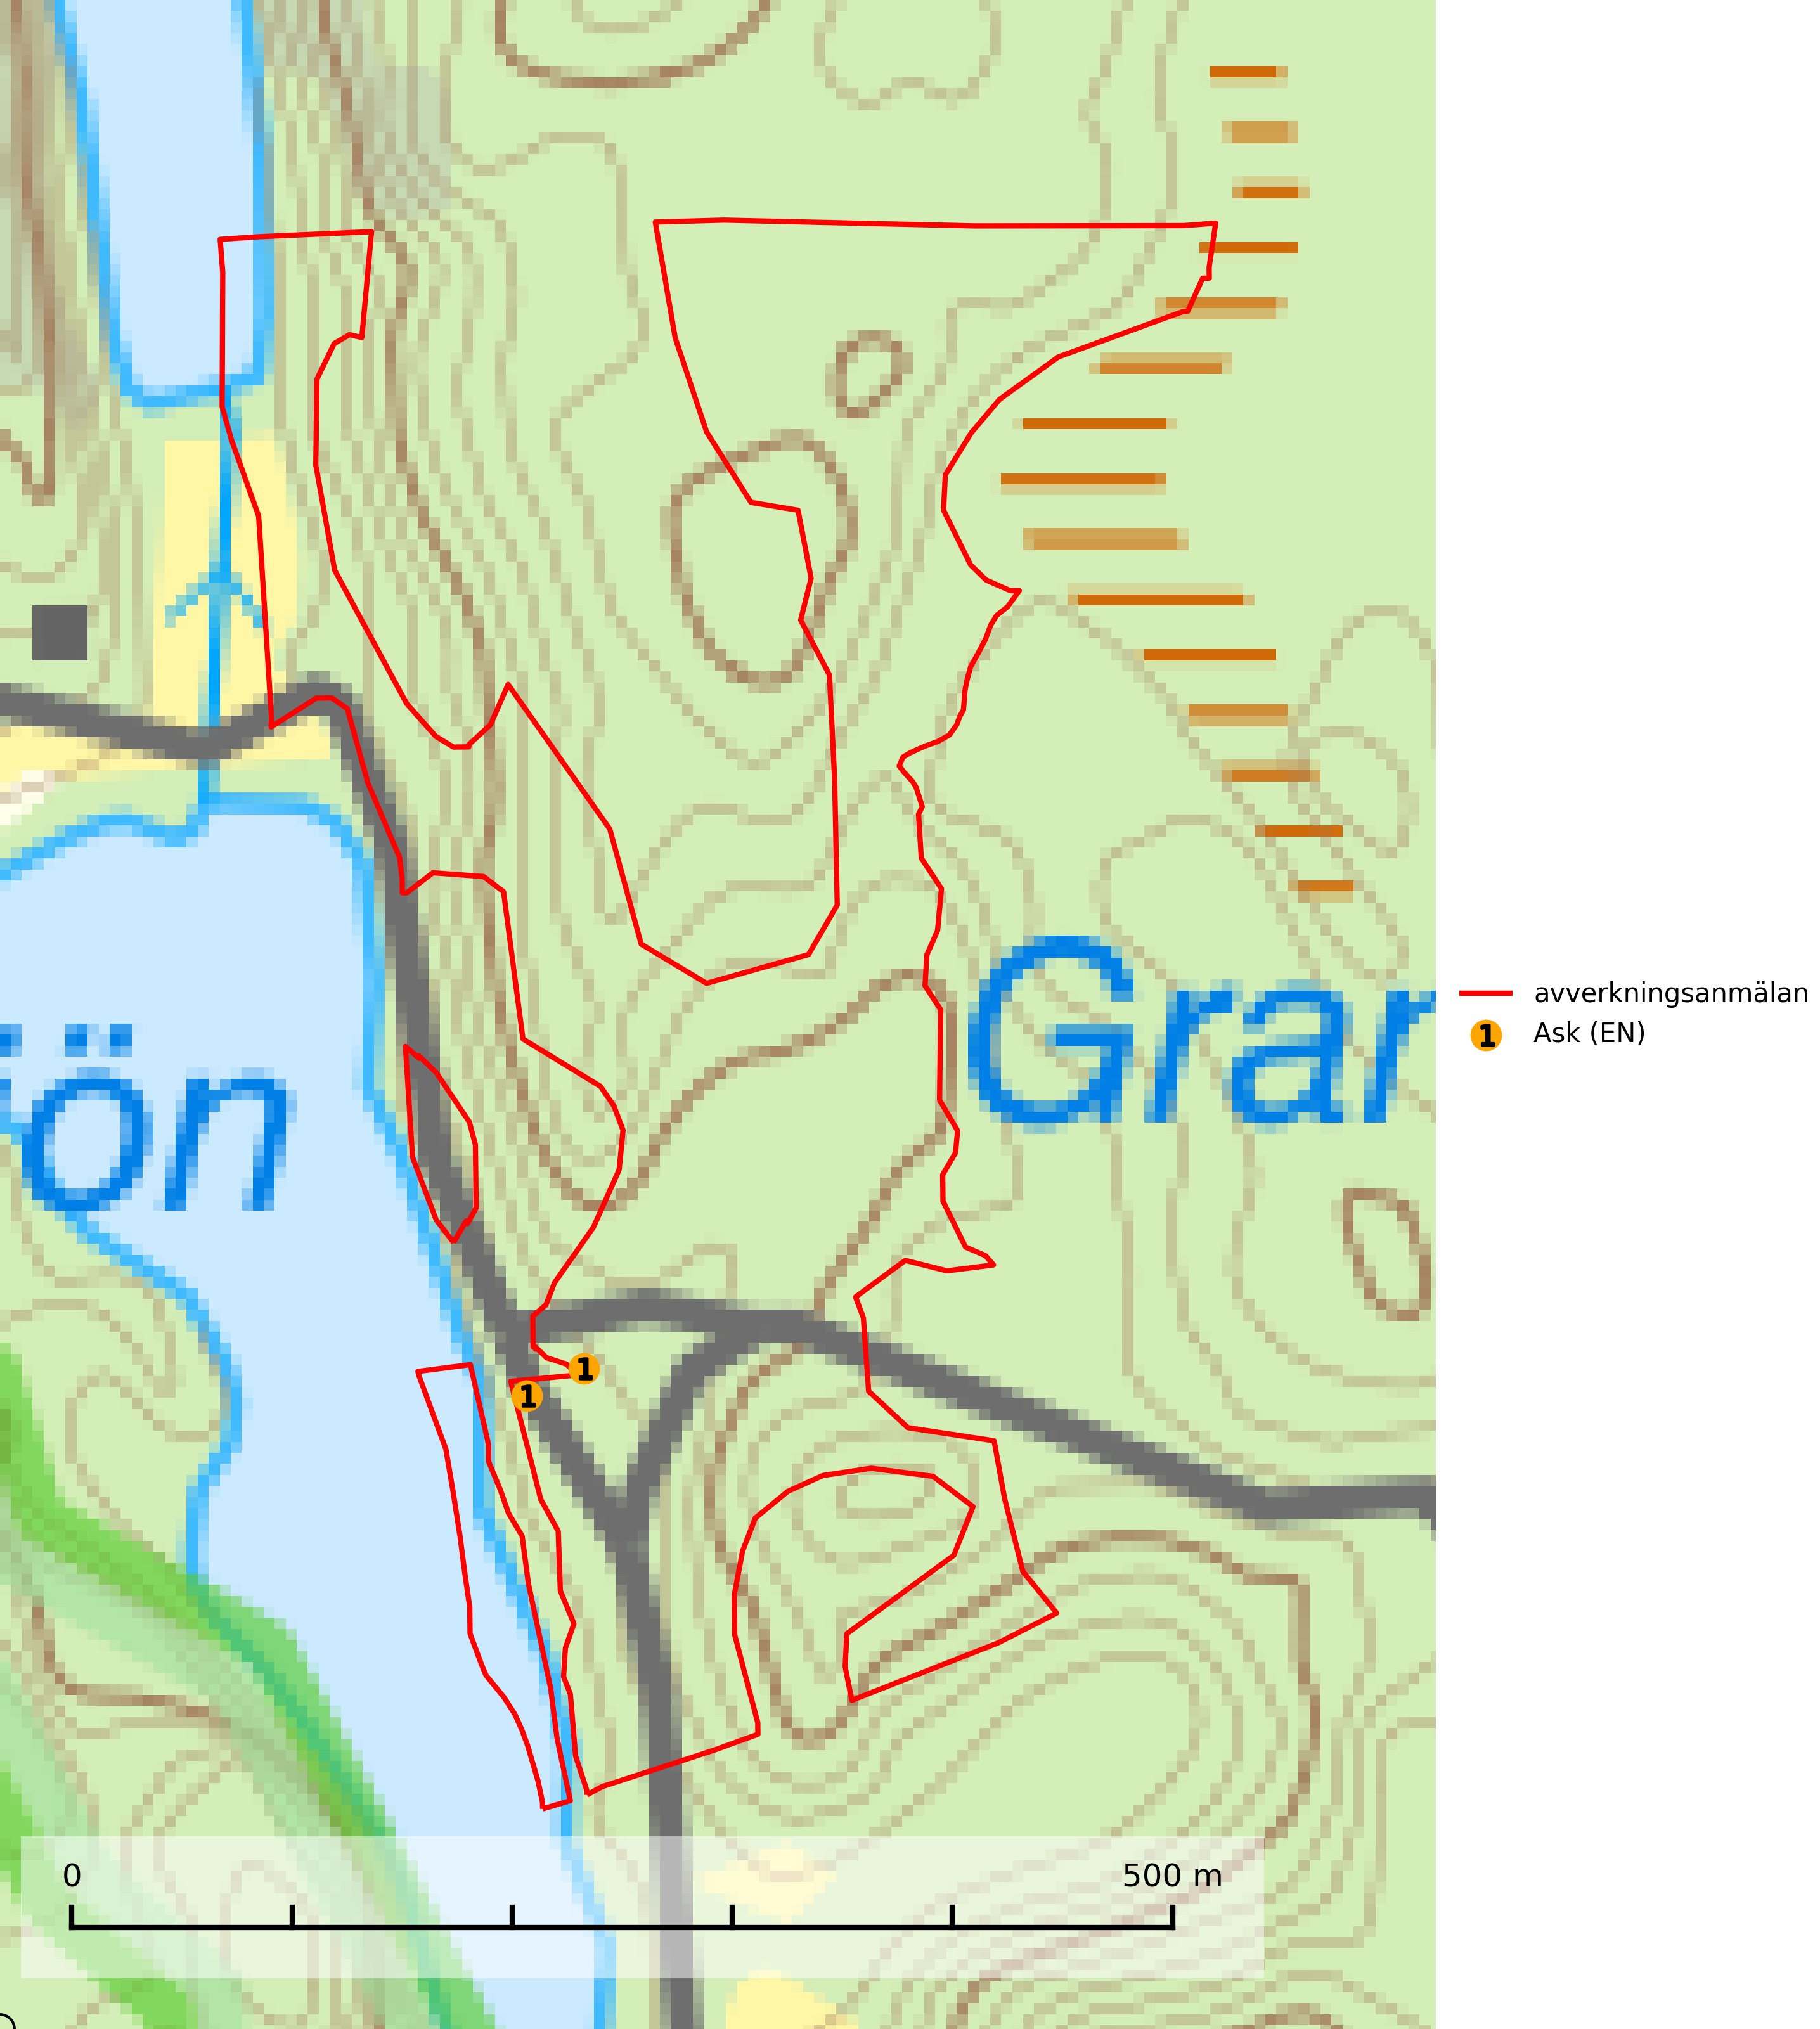 Gran
ön
avverkningsanmälan
1 Ask (EN)
1
1
0 500 m